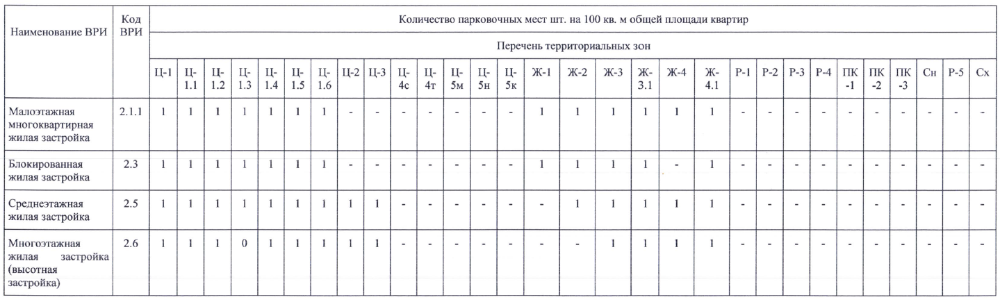 Наименование ВРИ
Код
ВРИ
Количество парковочных мест шт. на 100 кв. м общей площади квартир
Перечень территориальных зон
Ц-1 Ц-1.1 Ц-1.2 Ц-1.3 Ц-1.4 Ц-1.5 Ц-1.6 Ц-2 Ц-3 Ц-4с Ц-4т Ц-5м Ц-5н Ц-5к Ж-1 Ж-2 Ж-3 Ж-3.1 Ж-4 Ж-4.1 Р-1 Р-2 Р-3 Р-4 ПК-1 ПК-2 ПК-3 Сн Р-5 Сх
Малоэтажная 2.1.1 1 1 1 1 1 1 1 - - - - - - - 1 1 1 1 1 1 - - - - - - - - - -
многоквартирная
жилая застройка
Блокированная 2.3 1 1 1 1 1 1 1 - - - - - - - 1 1 1 1 - 1 - - - - - - - - - -
жилая застройка
Среднеэтажная 2.5 1 1 1 1 1 1 1 1 1 - - - - - - 1 1 1 1 1 - - - - - - - - - -
жилая застройка
Многоэтажная 2.6 1 1 1 0 1 1 1 1 1 - - - - - - - 1 1 1 1 - - - - - - - - - -
жилая застройка
(высотная
застройка)